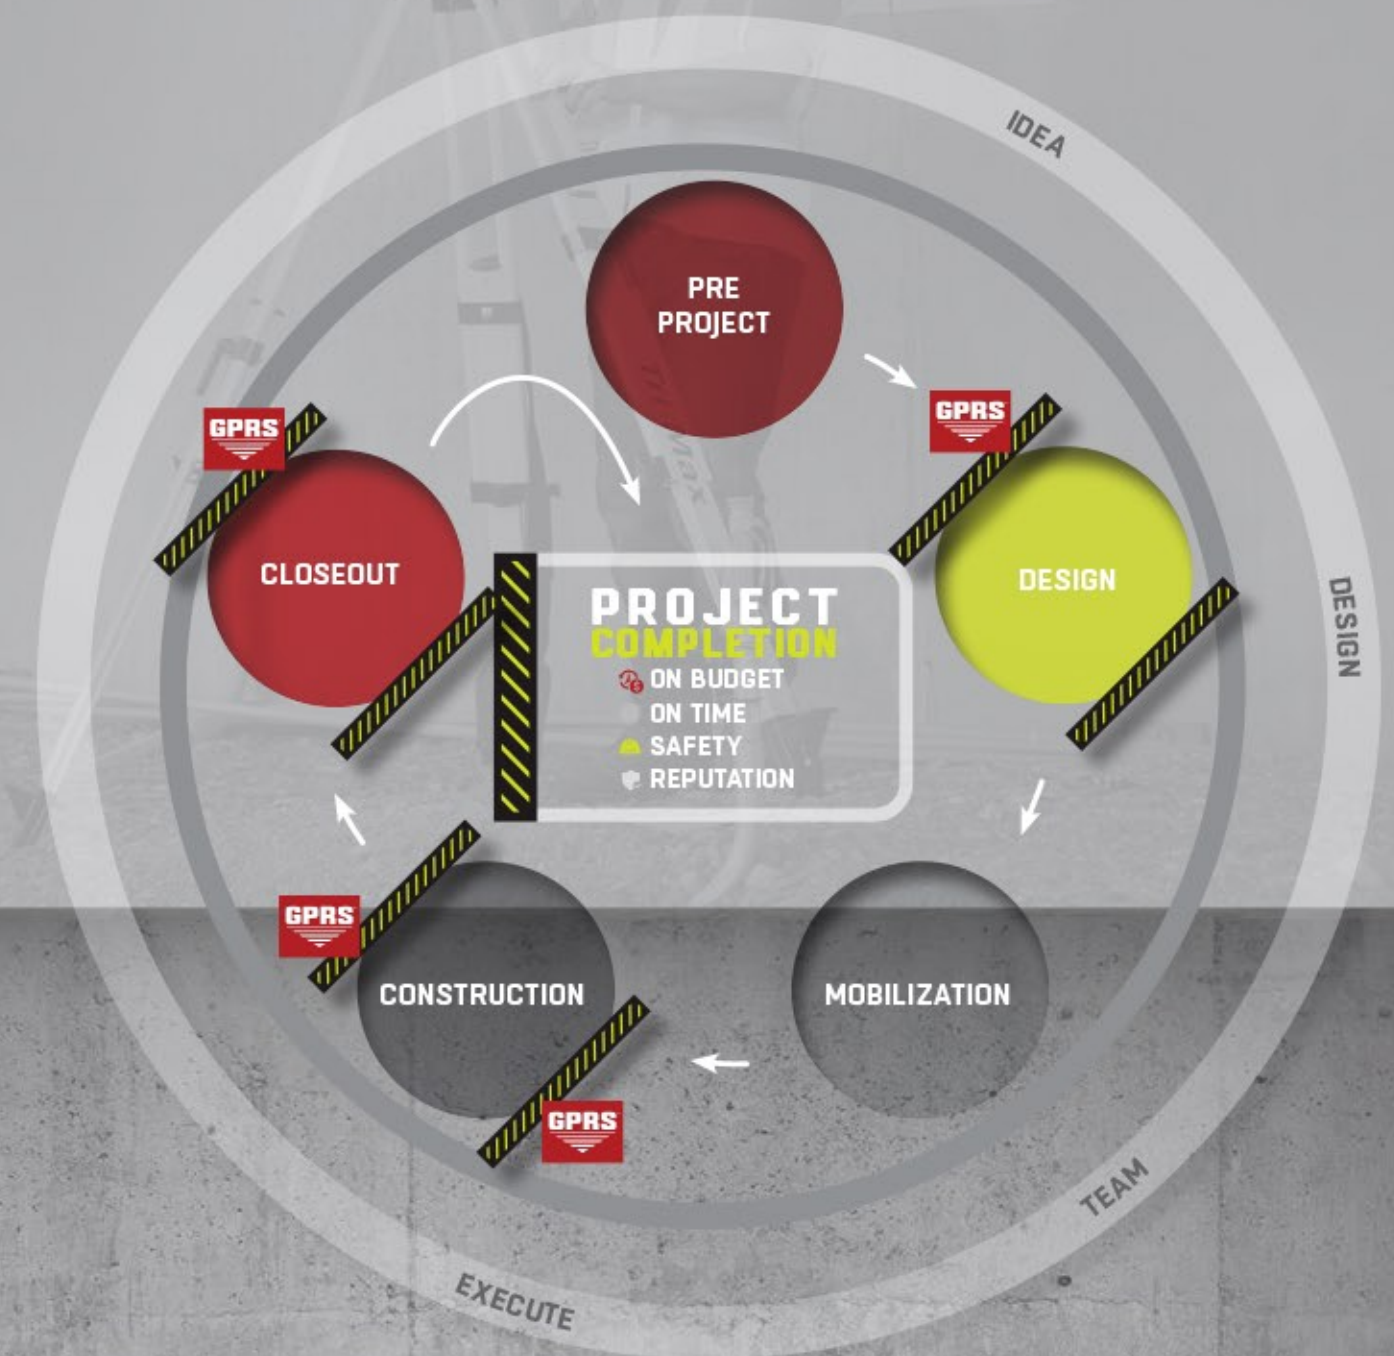 IDEA
PRE
PROJECT
GPRS
GPRS
CLOSEOUT
DESIGN
DESIGN
PROJECT
COMPLETION
ON BUDGET
ON TIME
SAFETY
REPUTATION
GPRS
CONSTRUCTION
MOBILIZATION
GPRS
TEAM
EXECUTE